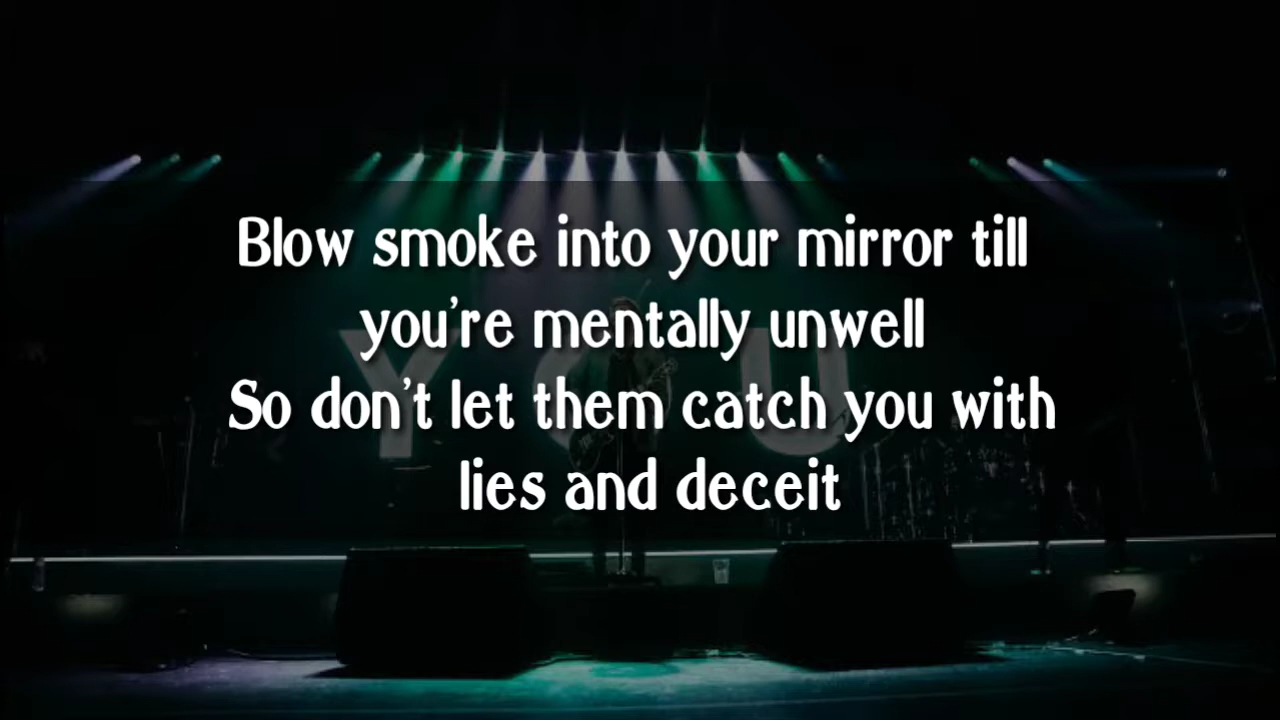 Blow smoke into your mirror till
you're mentally unwell
So don't let them catch you with
lies and deceit
YOU